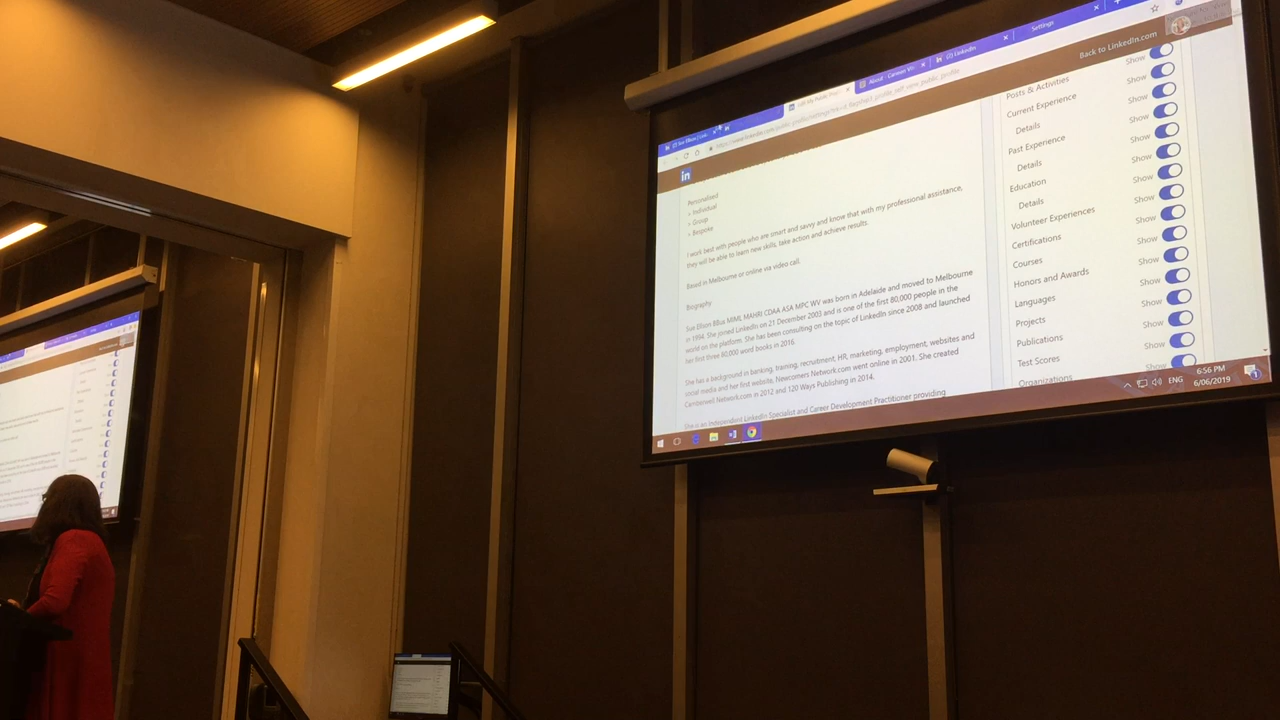 Settings
(2) LinkedIn
Back to LinkedIn.com
in
Personalised
Individual
Group
Bespoke
I work best with people who are smart and savvy and know that with my professional assistance,
they will be able to learn new skills, take action and achieve results.
Based in Melbourne or online via video call.
Biography
Sue Ellson BBus MIML MAHRI CDAA ASA MPC WV was born in Adelaide and moved to Melbourne
in 1994. She joined LinkedIn on 21 December 2003 and is one of the first 80,000 people in the
world on the platform. She has been consulting on the topic of LinkedIn since 2008 and launched
her first three 80,000 word books in 2016.
She has a background in banking, training, recruitment, HR, marketing, employment, websites and
social media and her first website, Newcomers Network.com went online in 2001. She created
Camberwell Network.com in 2012 and 120 Ways Publishing in 2014.
She is an Independent LinkedIn Specialist and Career Development Practitioner providing
Show
Posts & Activities Show
Current Experience Show
Details Show
Past Experience Show
Details Show
Education Show
Details Show
Volunteer Experiences Show
Certifications Show
Courses Show
Honors and Awards Show
Languages Show
Projects Show
Publications Show
Test Scores Show
Organizations Show
ENG
6:56 PM
6/06/2019